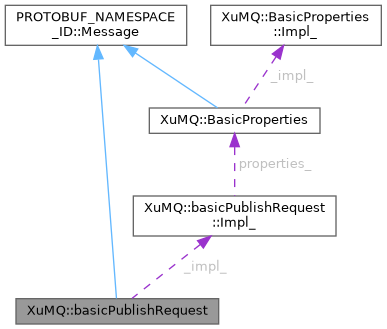 PROTOBUF_NAMESPACE
_ID::Message
XuMQ::BasicProperties
::Impl_
_impl_
XuMQ::BasicProperties
properties_
XuMQ::basicPublishRequest
::Impl_
_impl_
XuMQ::basicPublishRequest